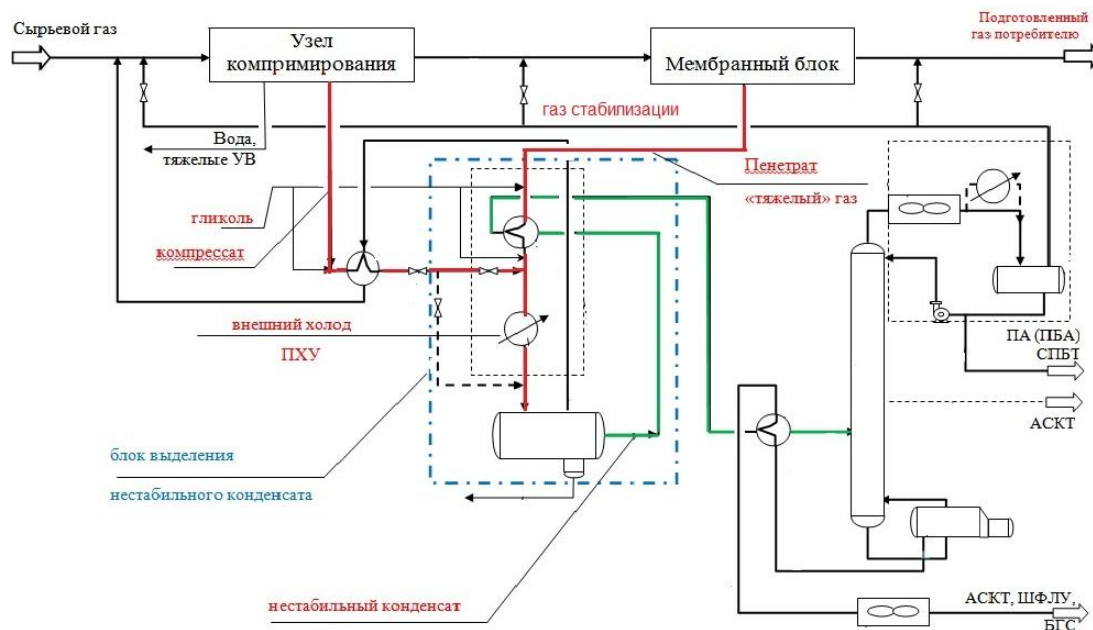 Сырьевой газ
Узел
компримирования
Мембранный блок
Подготовленный
газ потребителю
газ стабилизации
Вода,
тяжелые УВ
Пенетрат
«тяжелый» газ
гликоль
компрессат
внешний холод
ПХУ
ПА (ПБА)
СПБТ
АСКТ
блок выделения
нестабильного конденсата
нестабильный конденсат
АСКТ, ШФЛУ,
БГС